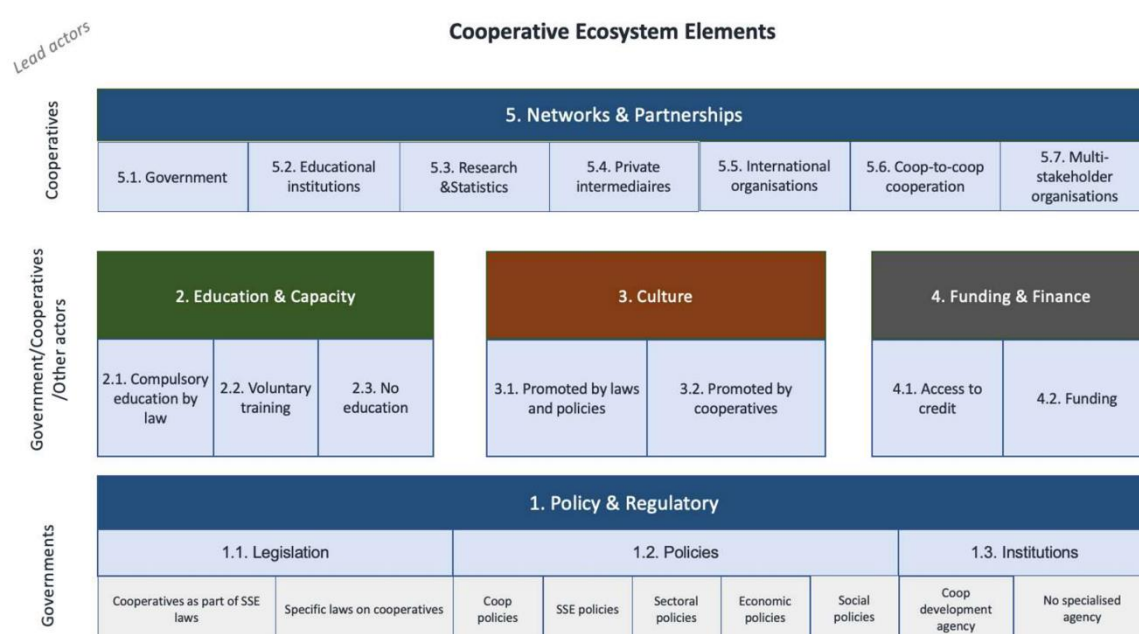 Lead actors
Cooperative Ecosystem Elements
Cooperatives
5. Networks & Partnerships
5.1. Government
5.2. Educational
institutions
5.3. Research
&Statistics
5.4. Private
intermediaires
5.5. International
organisations
5.6. Coop-to-coop
cooperation
5.7. Multi-
stakeholder
organisations
Government/Cooperatives
/Other actors
2. Education & Capacity
2.1. Compulsory
education by
law
2.2. Voluntary
training
2.3. No
education
3. Culture
3.1. Promoted by laws
and policies
3.2. Promoted by
cooperatives
4. Funding & Finance
4.1. Access to
credit
4.2. Funding
Governments
1. Policy & Regulatory
1.1. Legislation
1.2. Policies
1.3. Institutions
Cooperatives as part of SSE
laws
Specific laws on cooperatives
Coop
policies
SSE policies
Sectoral
policies
Economic
policies
Social
policies
Coop
development
agency
No specialised
agency